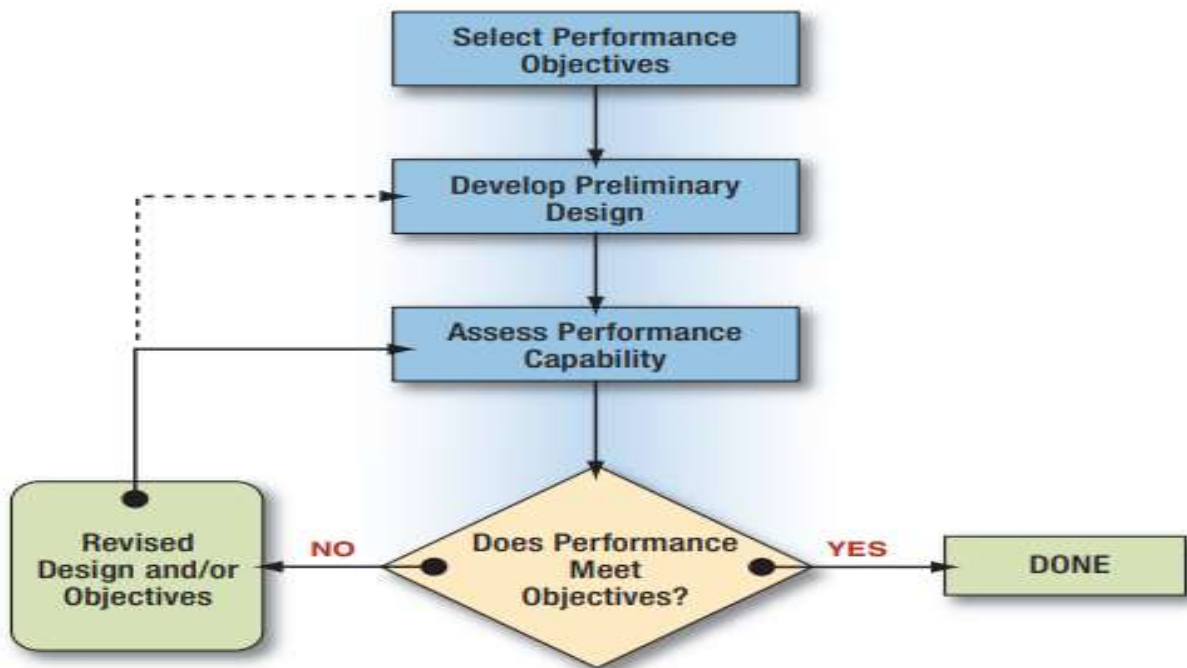 Select Performance
Objectives
Develop Preliminary
Design
Assess Performance
Capability
Revised
Design and/or
Objectives
NO
Does Performance
Meet
Objectives?
YES
DONE